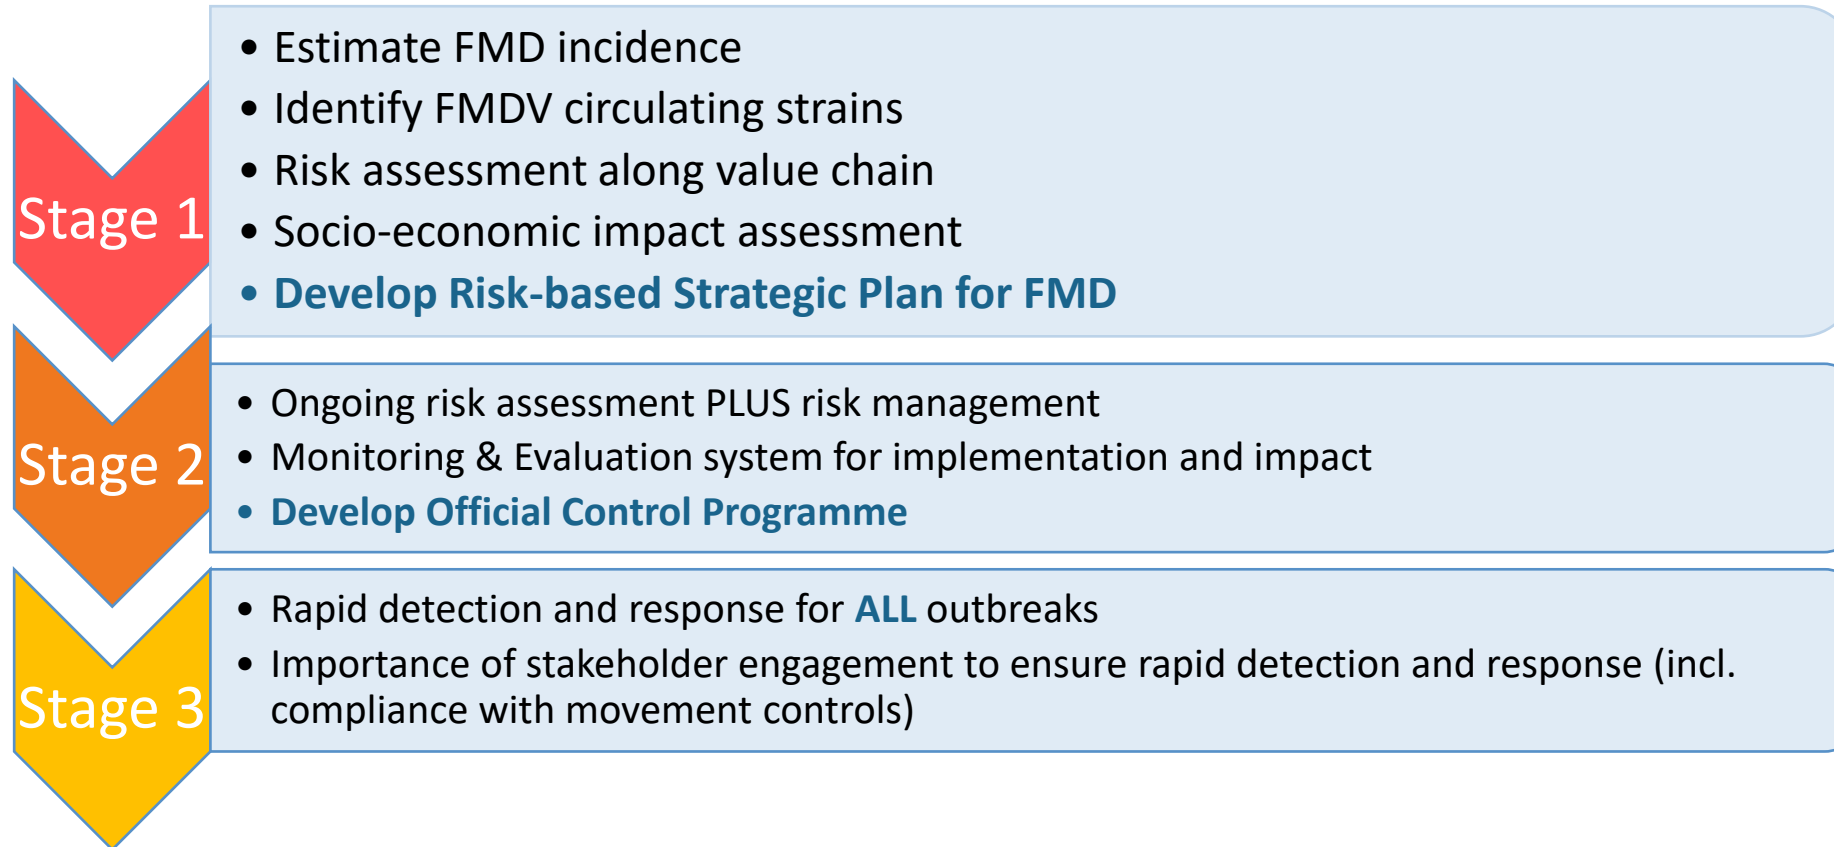 Stage 1
• Estimate FMD incidence
• Identify FMDV circulating strains
• Risk assessment along value chain
• Socio-economic impact assessment
• Develop Risk-based Strategic Plan for FMD
Stage 2
• Ongoing risk assessment PLUS risk management
• Monitoring & Evaluation system for implementation and impact
• Develop Official Control Programme
Stage 3
• Rapid detection and response for ALL outbreaks
• Importance of stakeholder engagement to ensure rapid detection and response (incl.
compliance with movement controls)